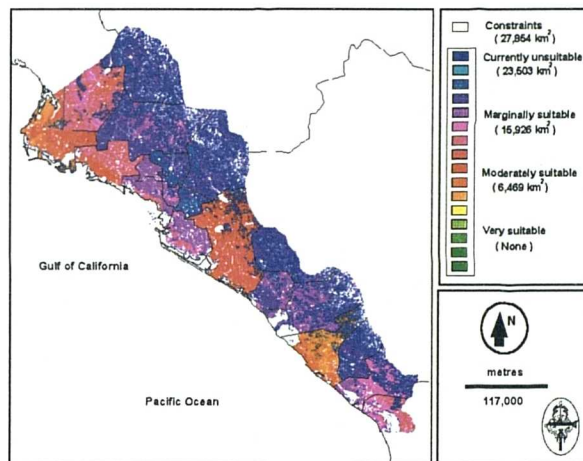 Constraints
( 27,854 km²)
Currently unsuitable
( 23,503 km²)
Marginally suitable
( 15,926 km²)
Moderately suitable
( 6,469 km²)
Very suitable
( None )
Gulf of California
Pacific Ocean
N
metres
117,000